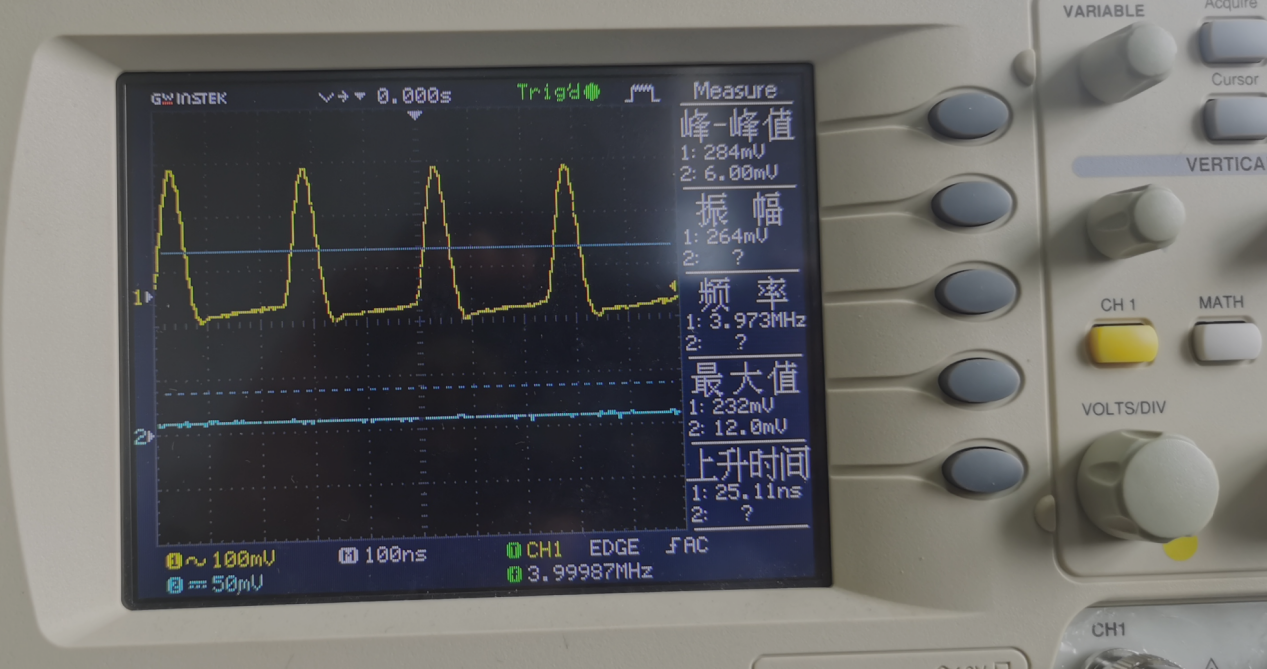 GWINSTEK
0.000s
Trig'd
Measure
峰-峰值
1: 284mV
2: 6.00mV
振 幅
1: 264mV
2: ?
频 率
1: 3.973MHz
2: ?
最大值
1: 232mV
2: 12.0mV
上升时间
1: 25.11ns
2: ?
1
2
1 ~ 100mV
M 100ns
T CH1 EDGE AC
2 50mV
F 3.99987MHz
VARIABLE
Acquire
Cursor
VERTICA
CH 1
MATH
VOLTS/DIV
CH1